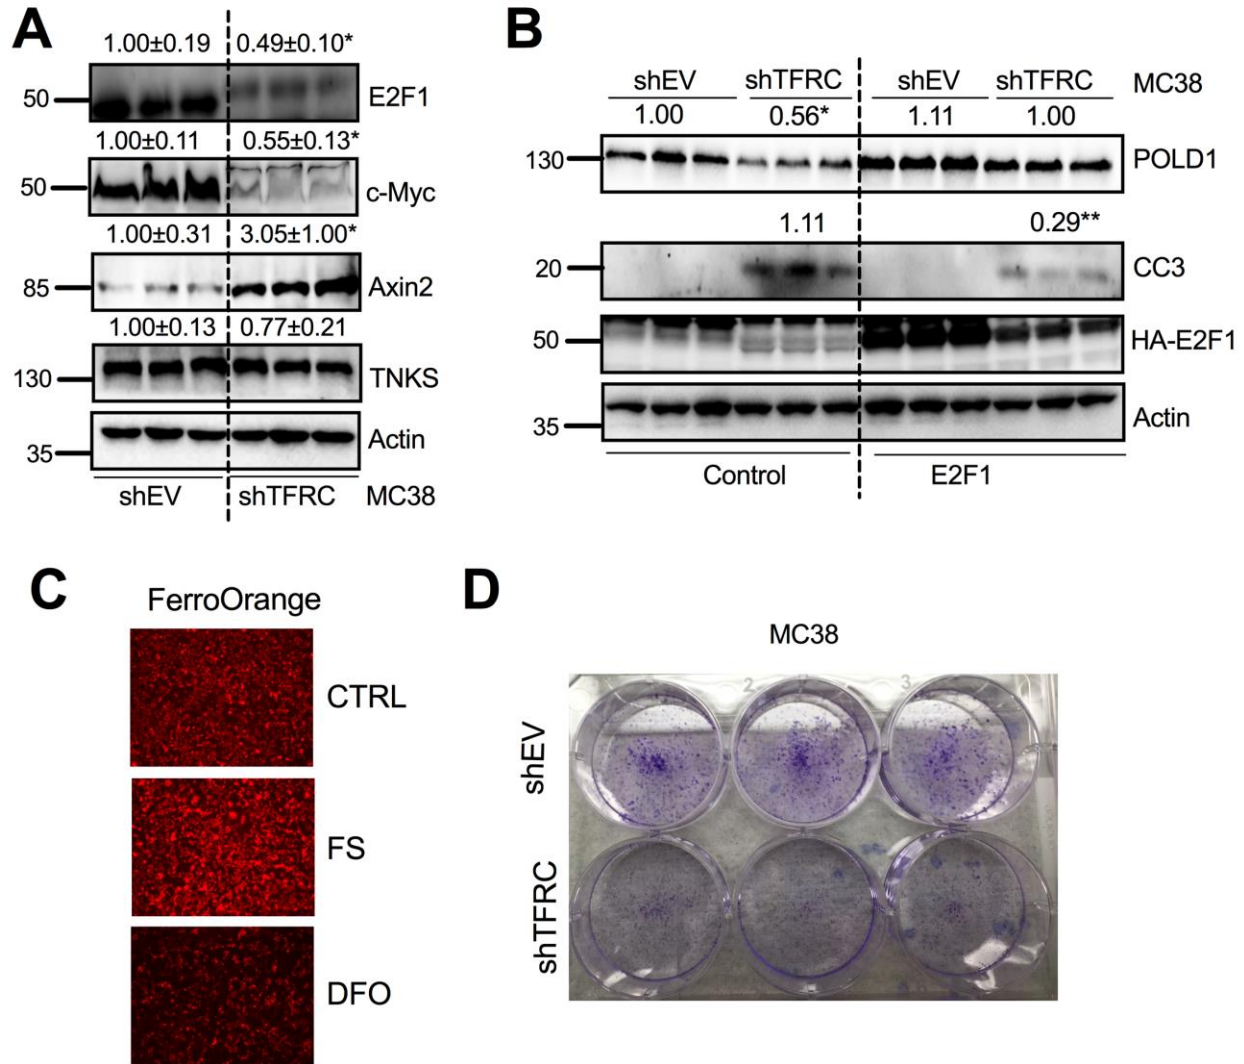 A
1.00±0.19 0.49±0.10*
50 E2F1
1.00±0.11 0.55±0.13*
50 c-Myc
1.00±0.31 3.05±1.00*
85 Axin2
1.00±0.13 0.77±0.21
130 TNKS
35 Actin
shEV shTFRC MC38
B
shEV shTFRC shEV shTFRC MC38
1.00 0.56* 1.11 1.00
130 POLD1
1.11 0.29**
20 CC3
50 HA-E2F1
35 Actin
Control E2F1
C
FerroOrange
CTRL
FS
DFO
D
MC38
2 3
shEV
shTFRC